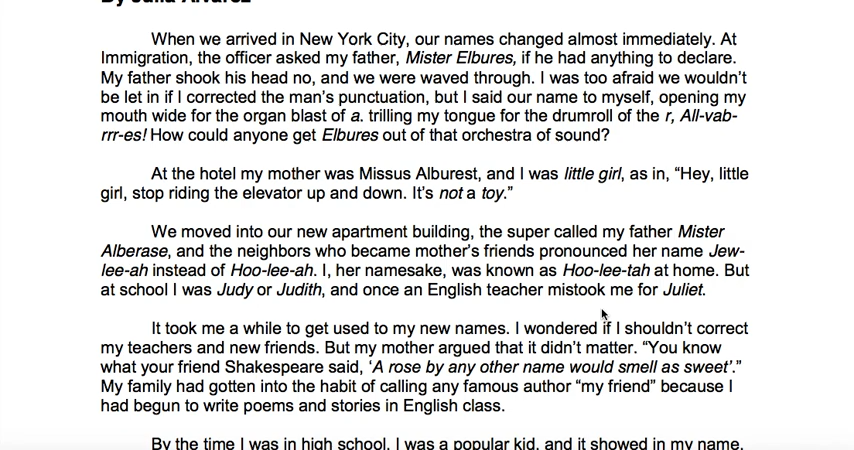 By Julia Alvarez
When we arrived in New York City, our names changed almost immediately. At
Immigration, the officer asked my father, Mister Elbures, if he had anything to declare.
My father shook his head no, and we were waved through. I was too afraid we wouldn't
be let in if I corrected the man's punctuation, but I said our name to myself, opening my
mouth wide for the organ blast of a. trilling my tongue for the drumroll of the r, All-vab-
rrr-es! How could anyone get Elbures out of that orchestra of sound?
At the hotel my mother was Missus Alburest, and I was little girl, as in, “Hey, little
girl, stop riding the elevator up and down. It's not a toy.”
We moved into our new apartment building, the super called my father Mister
Alberase, and the neighbors who became mother's friends pronounced her name Jew-
lee-ah instead of Hoo-lee-ah. I, her namesake, was known as Hoo-lee-tah at home. But
at school I was Judy or Judith, and once an English teacher mistook me for Juliet.
It took me a while to get used to my new names. I wondered if I shouldn't correct
my teachers and new friends. But my mother argued that it didn't matter. “You know
what your friend Shakespeare said, ‘A rose by any other name would smell as sweet’.”
My family had gotten into the habit of calling any famous author “my friend” because I
had begun to write poems and stories in English class.
By the time I was in high school, I was a popular kid, and it showed in my name.